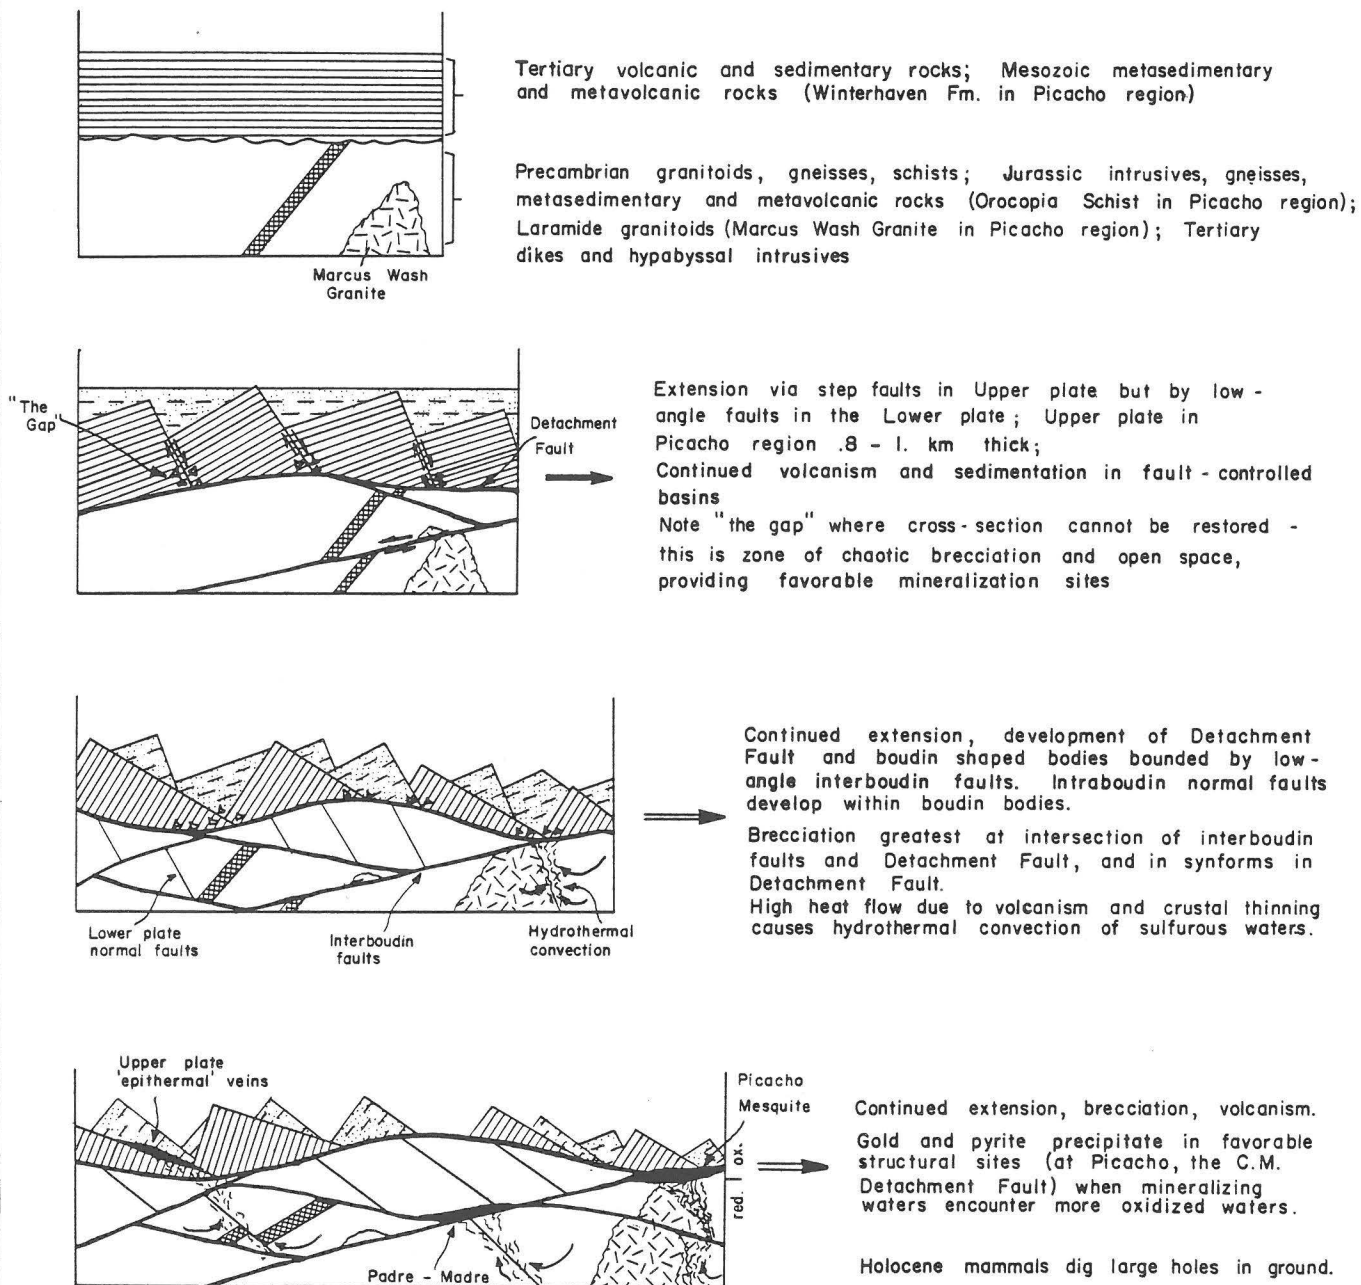 Tertiary volcanic and sedimentary rocks; Mesozoic metasedimentary
and metavolcanic rocks (Winterhaven Fm. in Picacho region)
Precambrian granitoids, gneisses, schists; Jurassic intrusives, gneisses,
metasedimentary and metavolcanic rocks (Orocopia Schist in Picacho region);
Laramide granitoids (Marcus Wash Granite in Picacho region); Tertiary
dikes and hypabyssal intrusives
Marcus Wash
Granite
"The
Gap"
Detachment
Fault
Extension via step faults in Upper plate but by low-
angle faults in the Lower plate; Upper plate in
Picacho region .8 - 1. km thick;
Continued volcanism and sedimentation in fault-controlled
basins
Note "the gap" where cross-section cannot be restored -
this is zone of chaotic brecciation and open space,
providing favorable mineralization sites
Continued extension, development of Detachment
Fault and boudin shaped bodies bounded by low-
angle interboudin faults. Intraboudin normal faults
develop within boudin bodies.
Brecciation greatest at intersection of interboudin
faults and Detachment Fault, and in synforms in
Detachment Fault.
High heat flow due to volcanism and crustal thinning
causes hydrothermal convection of sulfurous waters.
Lower plate
normal faults
Interboudin
faults
Hydrothermal
convection
Upper plate
'epithermal' veins
Picacho
Mesquite
ox.
red.
Continued extension, brecciation, volcanism.
Gold and pyrite precipitate in favorable
structural sites (at Picacho, the C.M.
Detachment Fault) when mineralizing
waters encounter more oxidized waters.
Padre - Madre
Holocene mammals dig large holes in ground.